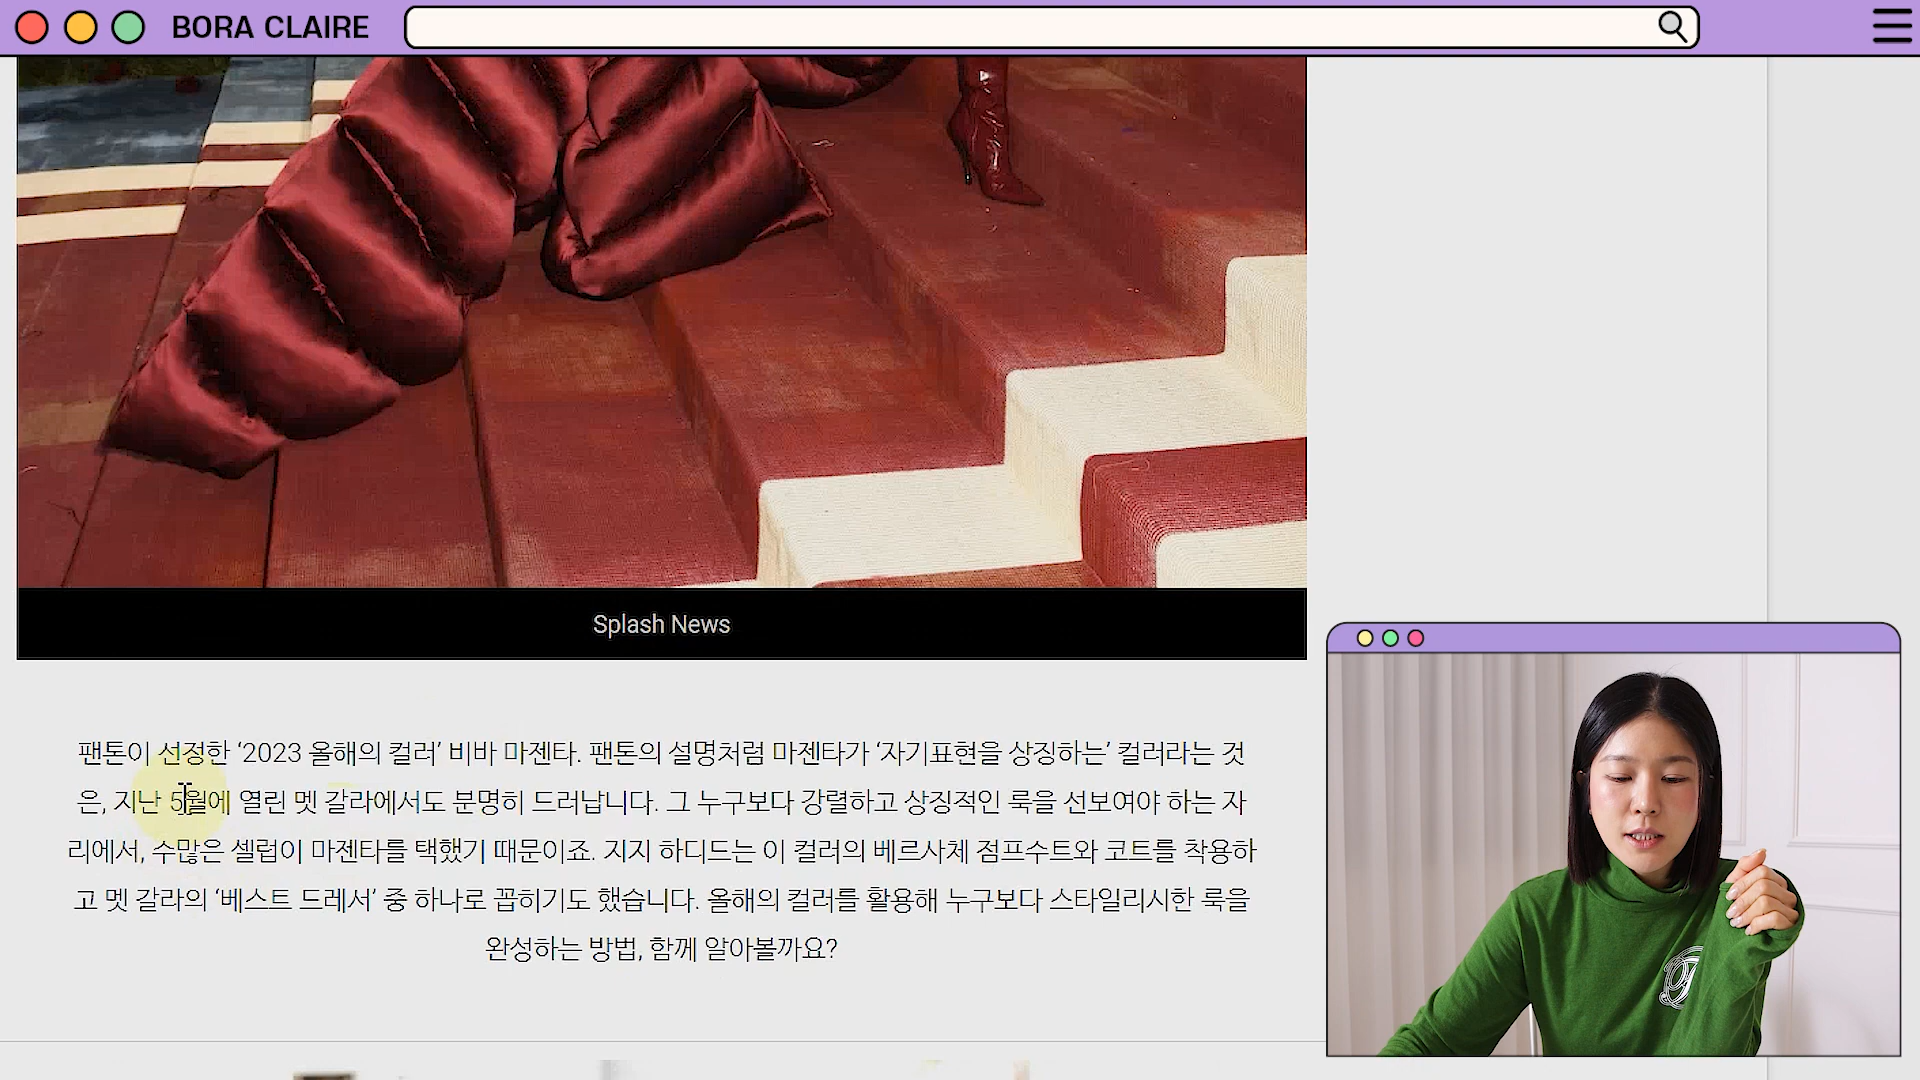 BORA CLAIRE
Splash News
팬톤이 선정한 ‘2023 올해의 컬러’ 비바 마젠타. 팬톤의 설명처럼 마젠타가 ‘자기표현을 상징하는’ 컬러라는 것
은, 지난 5월에 열린 멧 갈라에서도 분명히 드러납니다. 그 누구보다 강렬하고 상징적인 룩을 선보여야 하는 자
리에서, 수많은 셀럽이 마젠타를 택했기 때문이죠. 지지 하디드는 이 컬러의 베르사체 점프수트와 코트를 착용하
고 멧 갈라의 ‘베스트 드레서’ 중 하나로 꼽히기도 했습니다. 올해의 컬러를 활용해 누구보다 스타일리시한 룩을
완성하는 방법, 함께 알아볼까요?